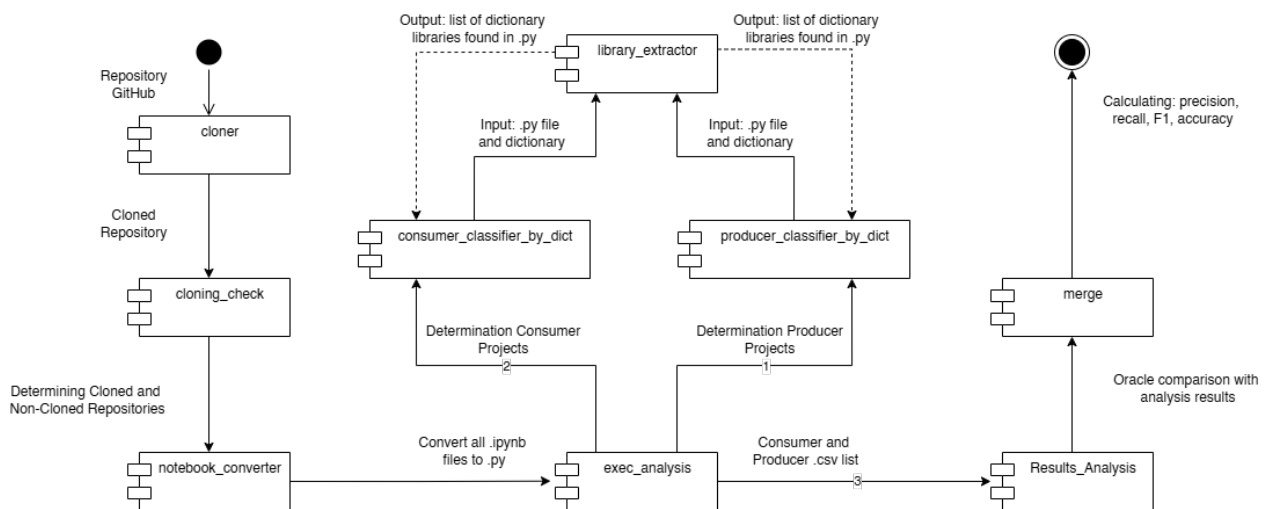 Output: list of dictionary
libraries found in .py
Output: list of dictionary
libraries found in .py
library_extractor
Repository
GitHub
cloner
Input: .py file
and dictionary
Input: .py file
and dictionary
Calculating: precision,
recall, F1, accuracy
Cloned
Repository
consumer_classifier_by_dict
producer_classifier_by_dict
cloning_check
merge
Determination Consumer
Projects
2
Determination Producer
Projects
1
Determining Cloned and
Non-Cloned Repositories
Oracle comparison with
analysis results
notebook_converter
Convert all .ipynb
files to .py
exec_analysis
Consumer and
Producer .csv list
3
Results_Analysis